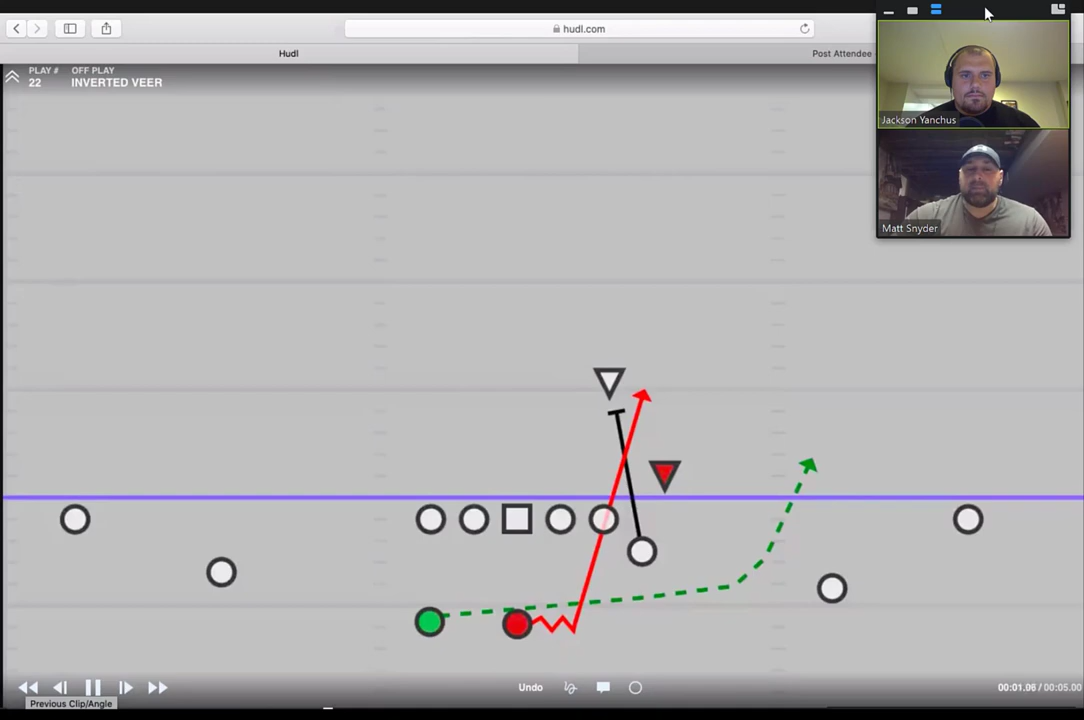 hudl.com
Hudl
Post Attendee
PLAY # OFF PLAY
22 INVERTED VEER
Jackson Yanchus
Matt Snyder
Undo
00:01.06 / 00:05.00
Previous Clip/Angle